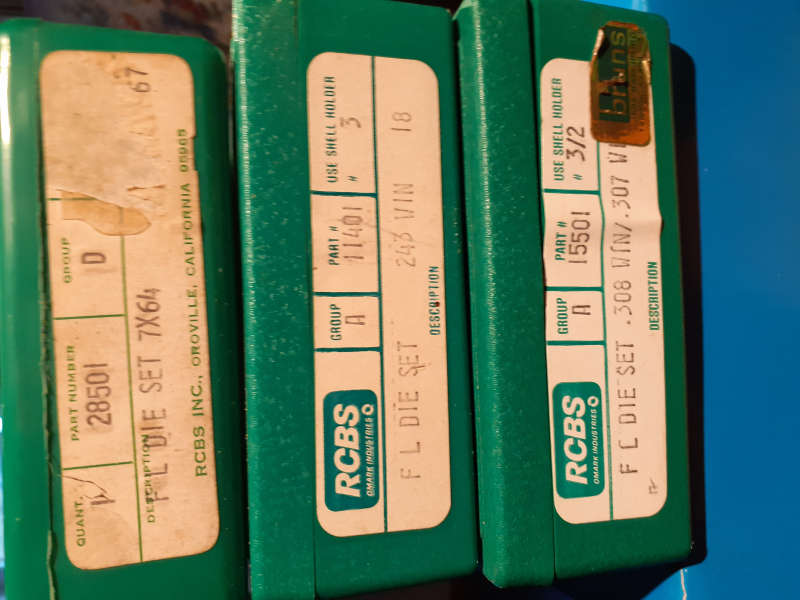 QUANT.
PART NUMBER
GROUP
1
28501
D
DESCRIPTION
67
F L DIE SET 7X64
RCBS INC., OROVILLE, CALIFORNIA 95965
RCBS
OMARK INDUSTRIES
GROUP
A
PART #
11401
USE SHELL HOLDER
# 3
F L DIE SET 243 WIN 18
DESCRIPTION
RCBS
OMARK INDUSTRIES
GROUP
A
PART #
15501
USE SHELL HOLDER
# 3/2
F L DIE SET .308 WIN/.307
DESCRIPTION